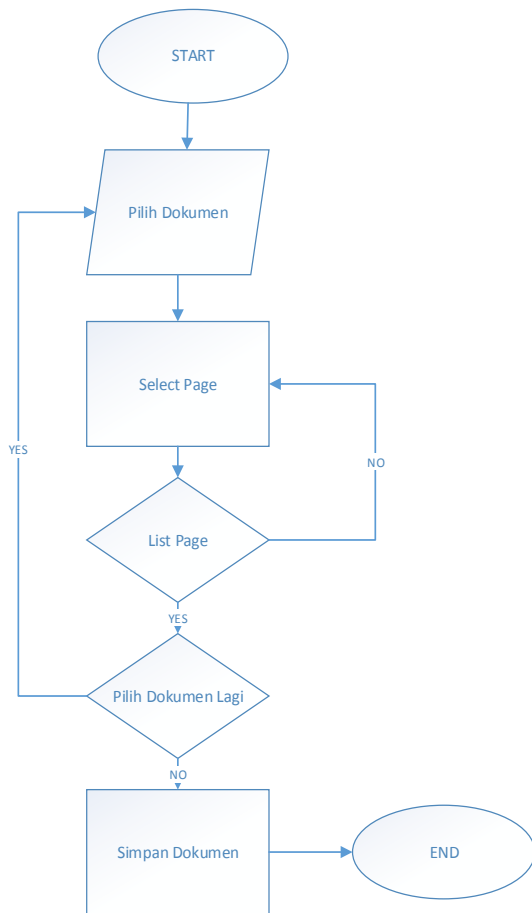 START
Pilih Dokumen
Select Page
YES
NO
List Page
YES
Pilih Dokumen Lagi
NO
Simpan Dokumen
END